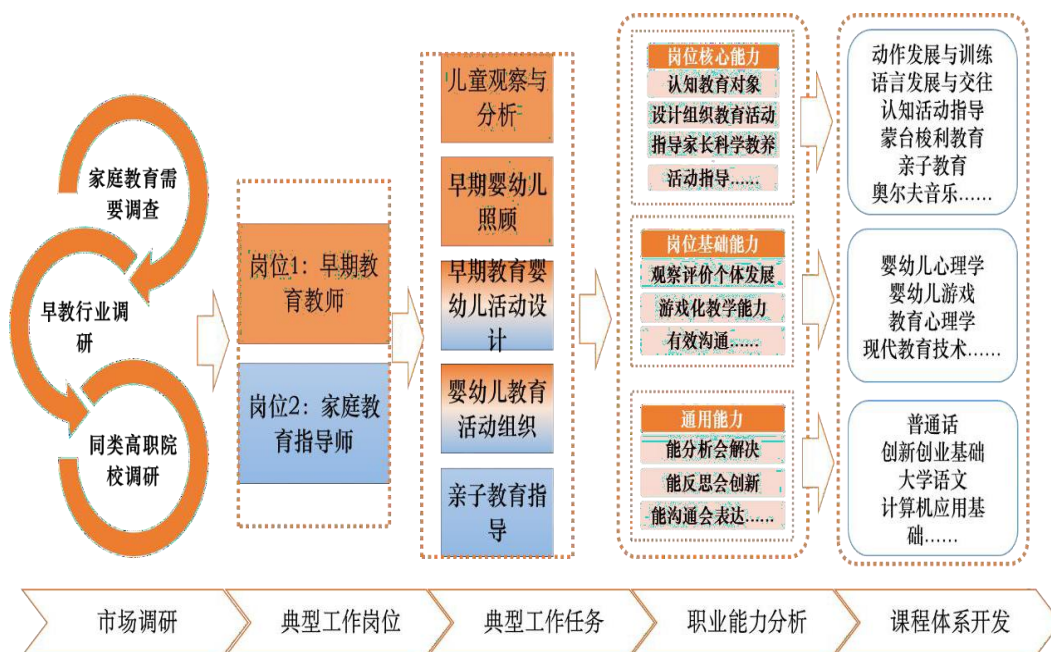 家庭教育需
要调查
早教行业调
研
同类高职院
校调研
岗位1：早期教
育教师
岗位2：家庭教
育指导师
儿童观察与
分析
早期婴幼儿
照顾
早期教育婴
幼儿活动设
计
婴幼儿教育
活动组织
亲子教育指
导
岗位核心能力
认知教育对象
设计组织教育活动
指导家长科学教养
活动指导……
岗位基础能力
观察评价个体发展
游戏化教学能力
有效沟通……
通用能力
能分析会解决
能反思会创新
能沟通会表达……
动作发展与训练
语言发展与交往
认知活动指导
蒙台梭利教育
亲子教育
奥尔夫音乐……
婴幼儿心理学
婴幼儿游戏
教育心理学
现代教育技术……
普通话
创新创业基础
大学语文
计算机应用基
础……
市场调研
典型工作岗位
典型工作任务
职业能力分析
课程体系开发